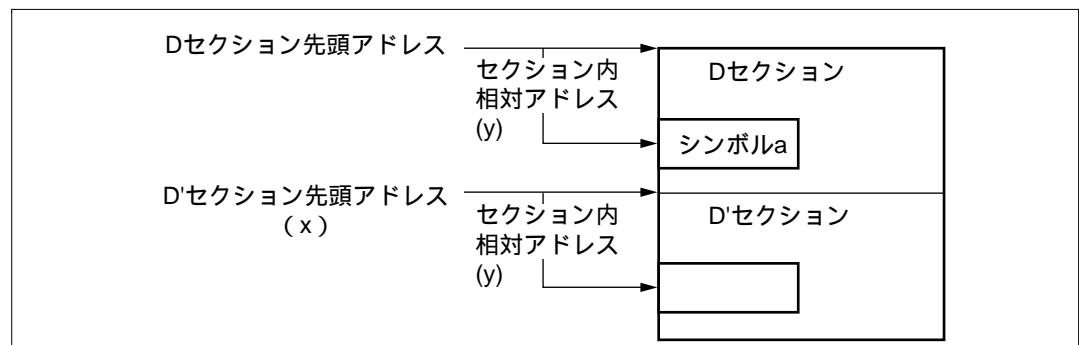 Dセクション先頭アドレス
セクション内
相対アドレス
(y)
Dセクション
シンボルa
D'セクション先頭アドレス
（x）
セクション内
相対アドレス
(y)
D'セクション